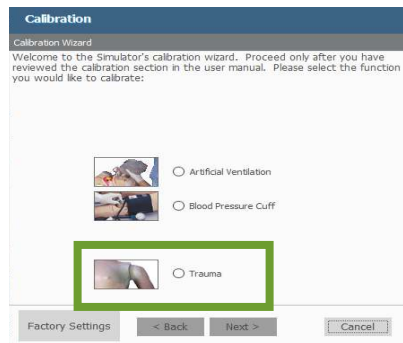 Calibration
Calibration Wizard
Welcome to the Simulator's calibration wizard. Proceed only after you have
reviewed the calibration section in the user manual. Please select the function
you would like to calibrate:
Artificial Ventilation
Blood Pressure Cuff
Trauma
Factory Settings
< Back
Next >
Cancel